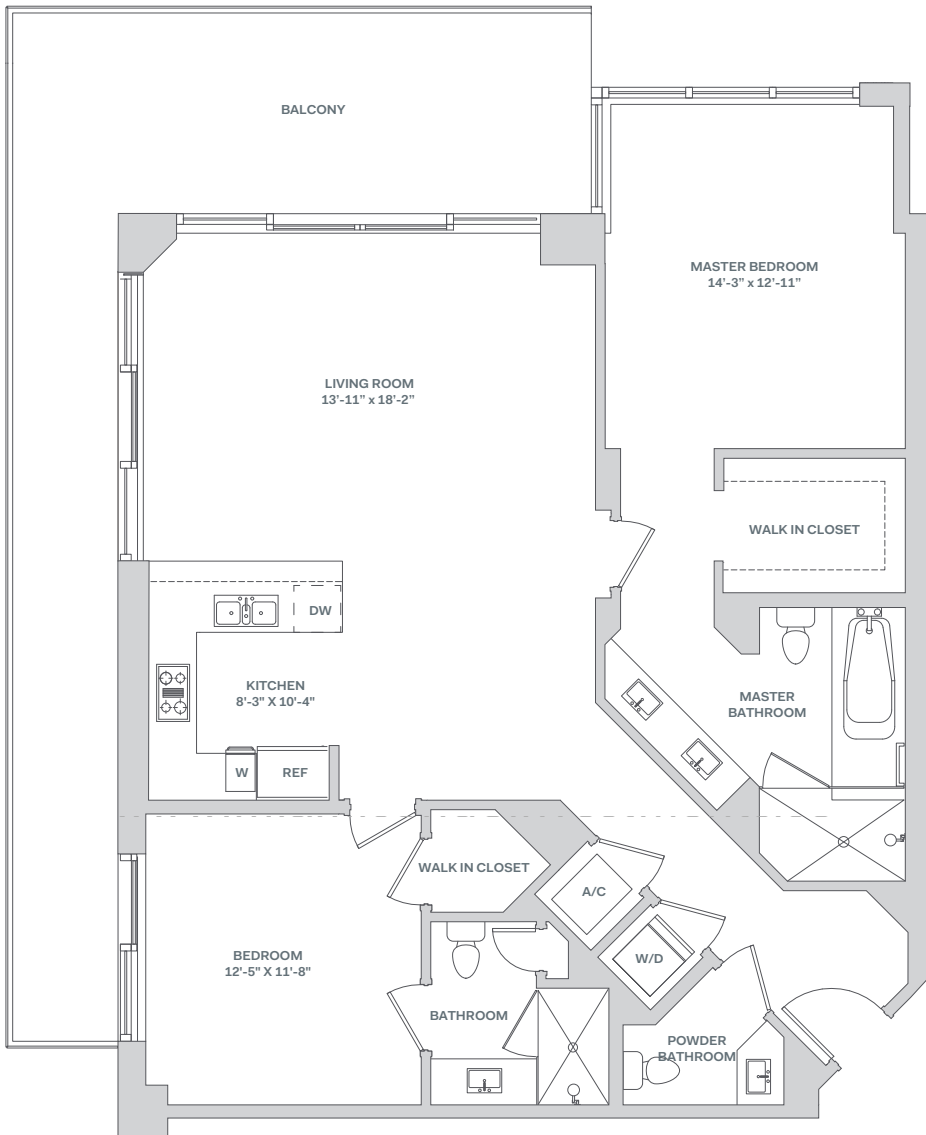 BALCONY
MASTER BEDROOM
14'-3" x 12'-11"
LIVING ROOM
13'-11" x 18'-2"
WALK IN CLOSET
DW
KITCHEN
8'-3" X 10'-4"
MASTER
BATHROOM
W
REF
WALK IN CLOSET
A/C
BEDROOM
12'-5" X 11'-8"
W/D
BATHROOM
POWDER
BATHROOM